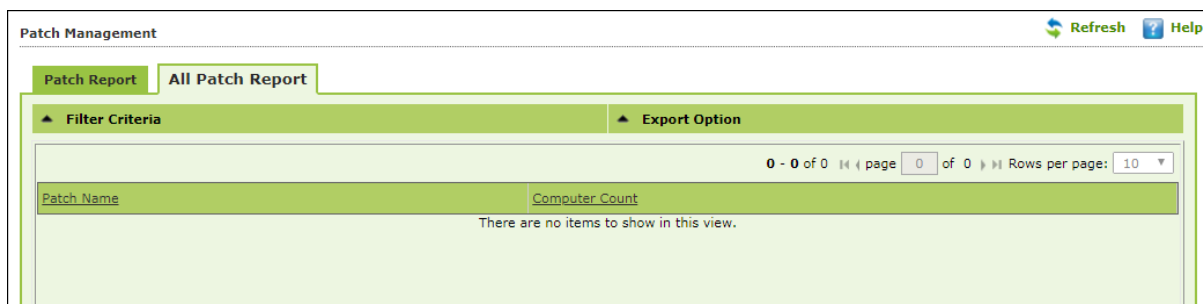 Patch Management
Refresh
Help
Patch Report
All Patch Report
Filter Criteria
Export Option
0 - 0 of 0 page 0 of 0 Rows per page: 10
Patch Name
Computer Count
There are no items to show in this view.